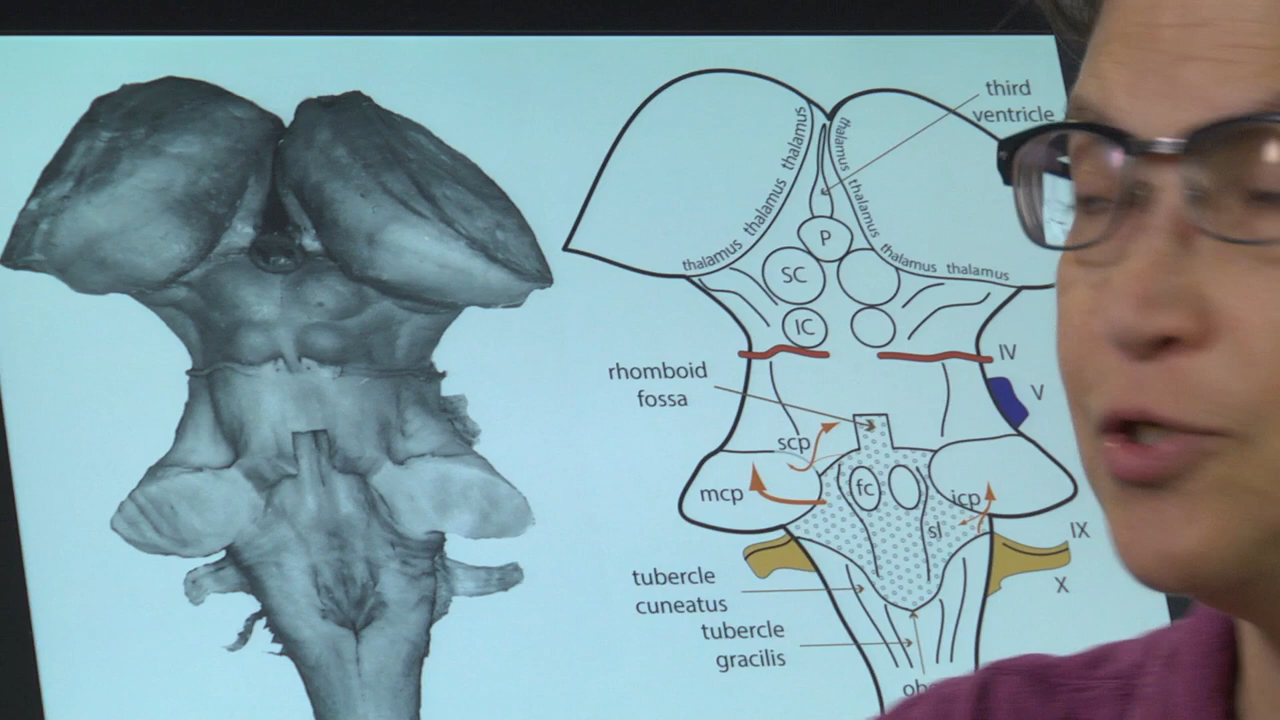 third
ventricle
thalamus
thalamus
thalamus
thalamus
thalamus
thalamus
thalamus
P
SC
IC
IV
rhomboid
fossa
V
scp
mcp
fc
icp
sl
IX
tubercle
cuneatus
X
tubercle
gracilis